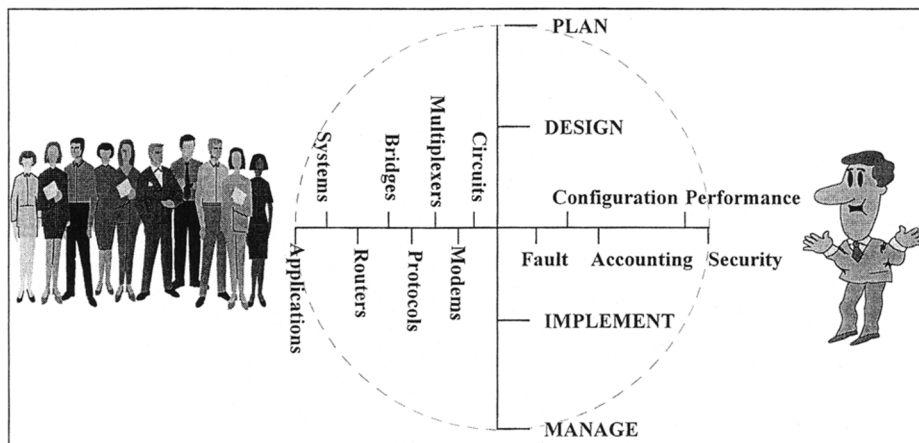 PLAN
DESIGN
Systems
Bridges
Multiplexers
Circuits
Configuration Performance
Applications
Routers
Protocols
Modems
Fault Accounting Security
IMPLEMENT
MANAGE